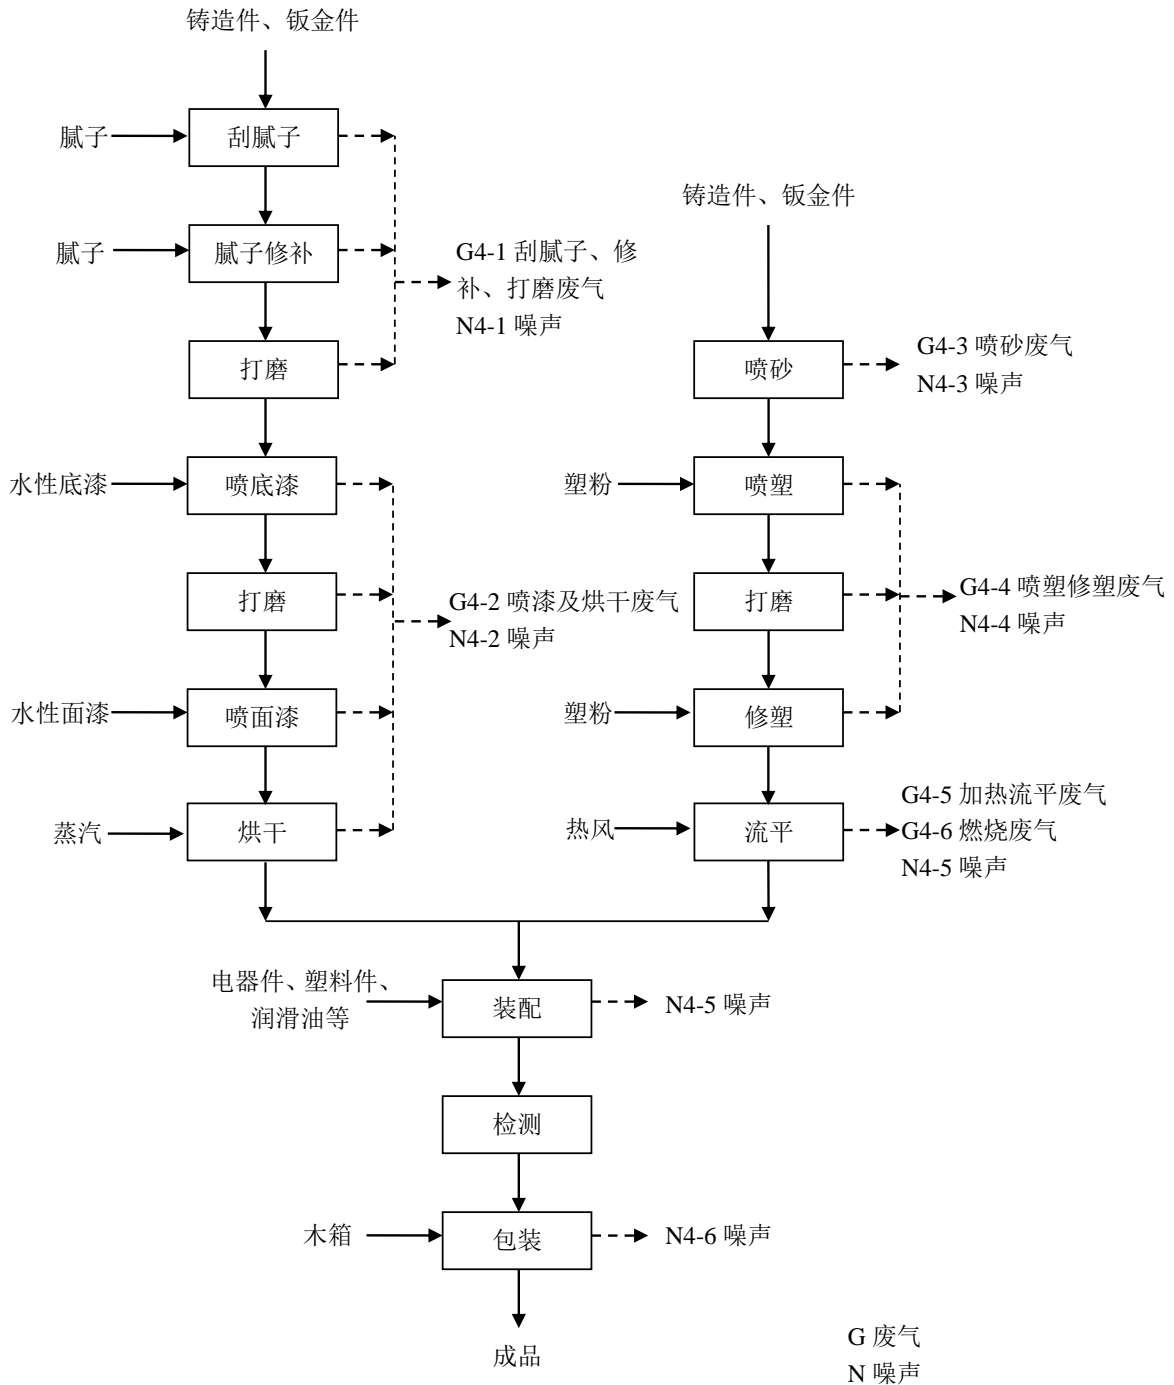 铸造件、钣金件
腻子
刮腻子
腻子
腻子修补
G4-1 刮腻子、修
补、打磨废气
N4-1 噪声
打磨
水性底漆
喷底漆
打磨
G4-2 喷漆及烘干废气
N4-2 噪声
水性面漆
喷面漆
蒸汽
烘干
铸造件、钣金件
喷砂
G4-3 喷砂废气
N4-3 噪声
塑粉
喷塑
打磨
G4-4 喷塑修塑废气
N4-4 噪声
塑粉
修塑
热风
流平
G4-5 加热流平废气
G4-6 燃烧废气
N4-5 噪声
电器件、塑料件、
润滑油等
装配
N4-5 噪声
检测
木箱
包装
N4-6 噪声
成品
G 废气
N 噪声